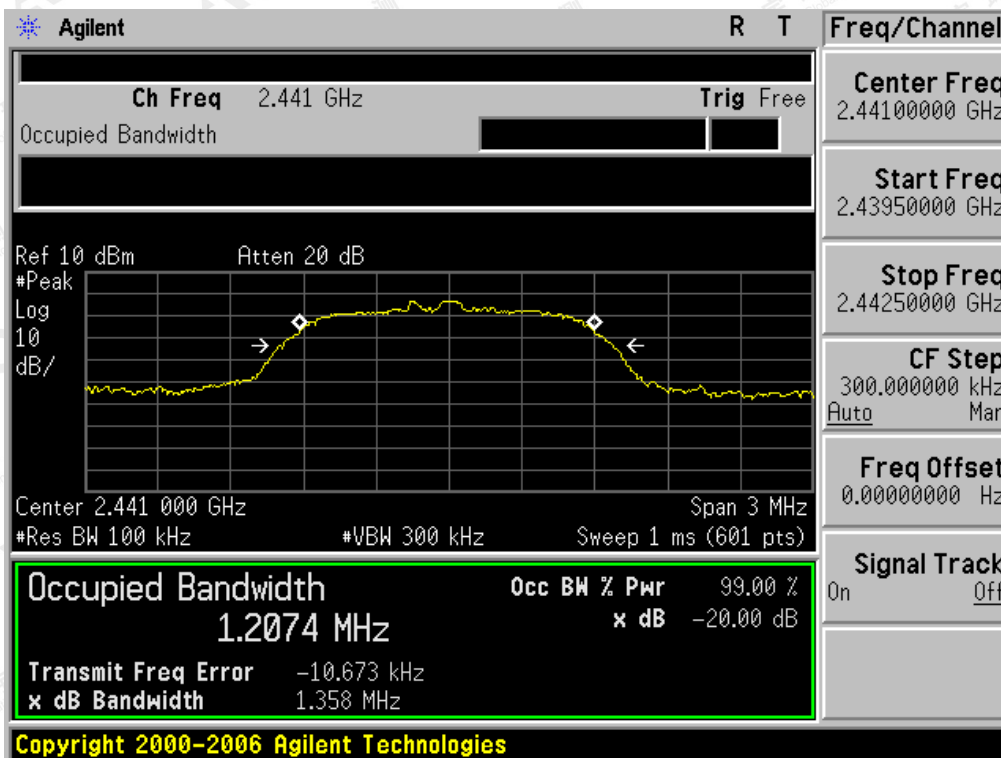 Agilent R T
Freq/Channel
Ch Freq 2.441 GHz Trig Free
Occupied Bandwidth
Center Freq
2.44100000 GHz
Start Freq
2.43950000 GHz
Stop Freq
2.44250000 GHz
CF Step
300.000000 kHz
Auto Man
Freq Offset
0.00000000 Hz
Signal Track
On Off
Ref 10 dBm Atten 20 dB
#Peak
Log
10
dB/
Center 2.441 000 GHz Span 3 MHz
#Res BW 100 kHz #VBW 300 kHz Sweep 1 ms (601 pts)
Occupied Bandwidth
1.2074 MHz
Occ BW % Pwr 99.00 %
x dB -20.00 dB
Transmit Freq Error -10.673 kHz
x dB Bandwidth 1.358 MHz
Copyright 2000-2006 Agilent Technologies